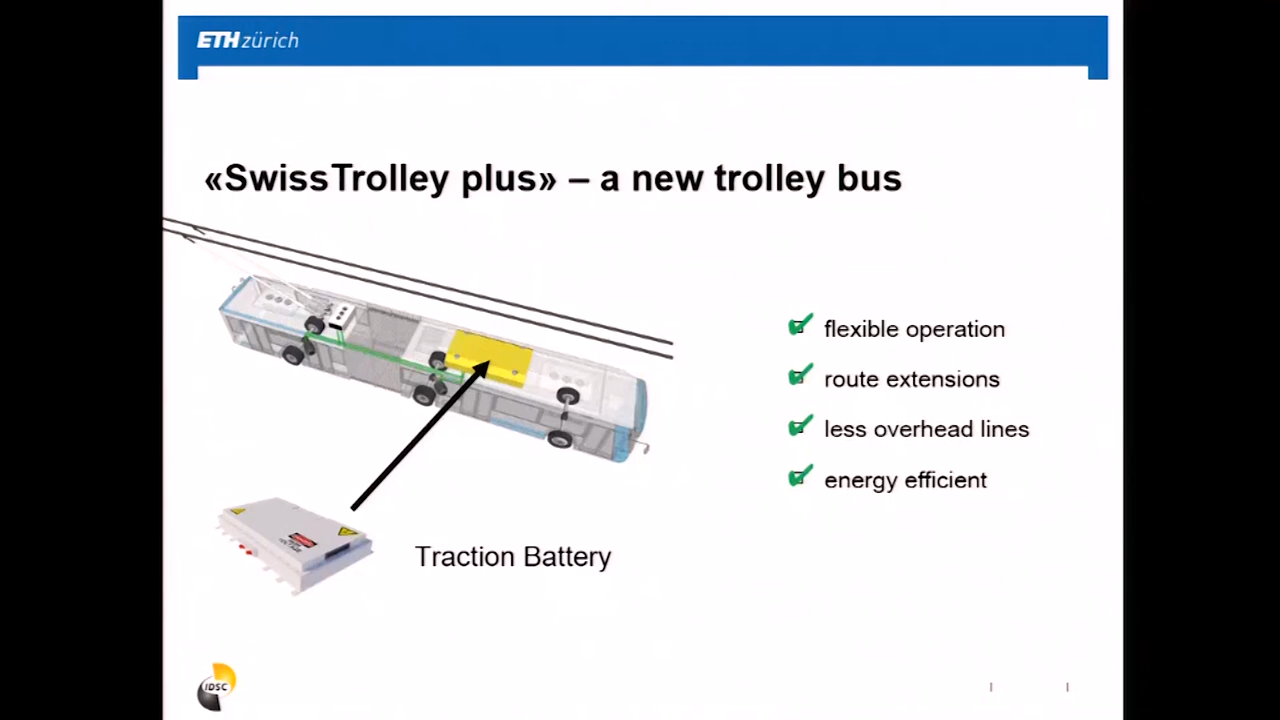 ETH zürich
«SwissTrolley plus» – a new trolley bus
flexible operation
route extensions
less overhead lines
energy efficient
Traction Battery
IDSC